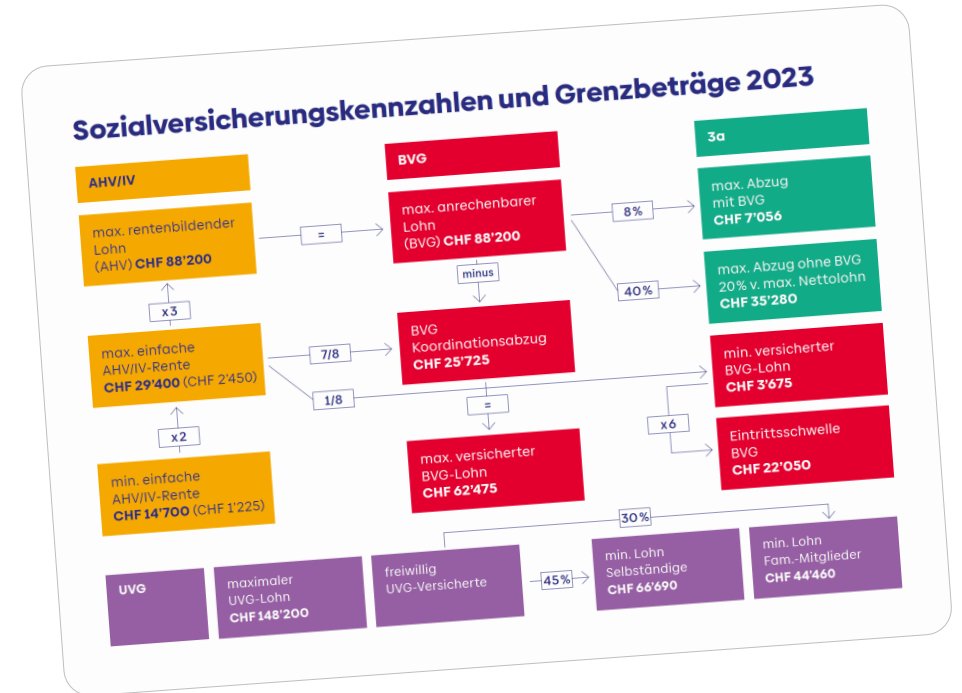 Sozialversicherungskennzahlen und Grenzbeträge 2023
AHV/IV
BVG
3a
max. rentenbildender
Lohn
(AHV) CHF 88'200
=
max. anrechenbarer
Lohn
(BVG) CHF 88'200
8%
max. Abzug
mit BVG
CHF 7'056
minus
40%
max. Abzug ohne BVG
20% v. max. Nettolohn
CHF 35'280
x3
max. einfache
AHV/IV-Rente
CHF 29'400 (CHF 2'450)
7/8
1/8
BVG
Koordinationsabzug
CHF 25'725
min. versicherter
BVG-Lohn
CHF 3'675
x2
=
x6
min. einfache
AHV/IV-Rente
CHF 14'700 (CHF 1'225)
max. versicherter
BVG-Lohn
CHF 62'475
Eintrittsschwelle
BVG
CHF 22'050
30%
UVG
maximaler
UVG-Lohn
CHF 148'200
freiwillig
UVG-Versicherte
45%
min. Lohn
Selbständige
CHF 66'690
min. Lohn
Fam.-Mitglieder
CHF 44'460